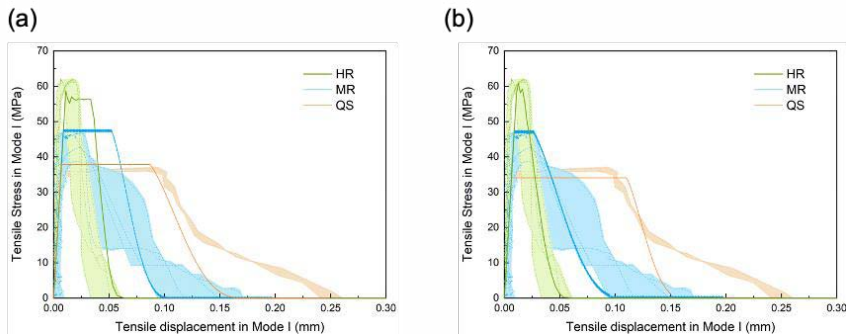 (a)
Tensile Stress in Mode I (MPa)
70
60
50
40
30
20
10
0
HR
MR
QS
0.00 0.05 0.10 0.15 0.20 0.25 0.30
Tensile displacement in Mode I (mm)
(b)
Tensile Stress in Mode I (MPa)
70
60
50
40
30
20
10
0
HR
MR
QS
0.00 0.05 0.10 0.15 0.20 0.25 0.30
Tensile displacement in Mode I (mm)